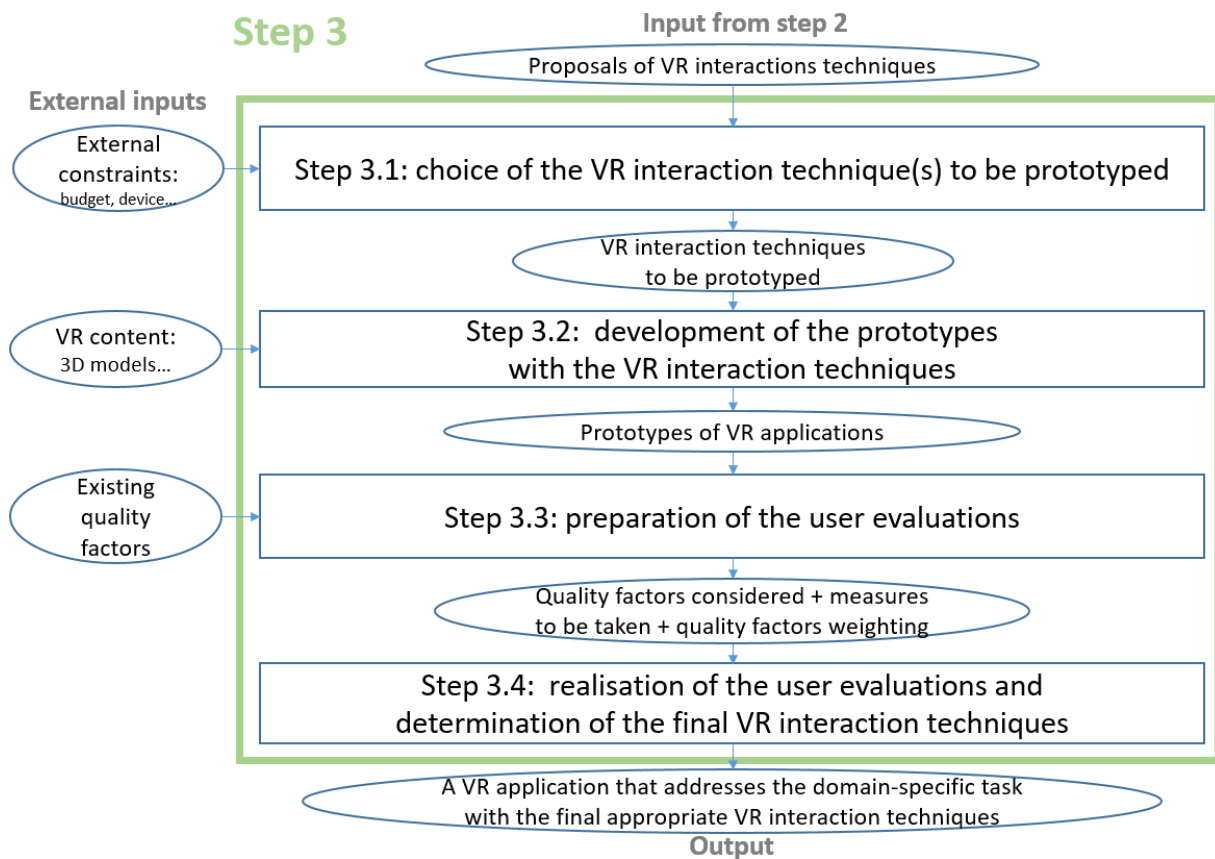 Step 3
Input from step 2
Proposals of VR interactions techniques
External inputs
External
constraints:
budget, device…
Step 3.1: choice of the VR interaction technique(s) to be prototyped
VR interaction techniques
to be prototyped
VR content:
3D models…
Step 3.2:  development of the prototypes
with the VR interaction techniques
Prototypes of VR applications
Existing
quality
factors
Step 3.3: preparation of the user evaluations
Quality factors considered + measures
to be taken + quality factors weighting
Step 3.4:  realisation of the user evaluations and
determination of the final VR interaction techniques
A VR application that addresses the domain-specific task
with the final appropriate VR interaction techniques
Output